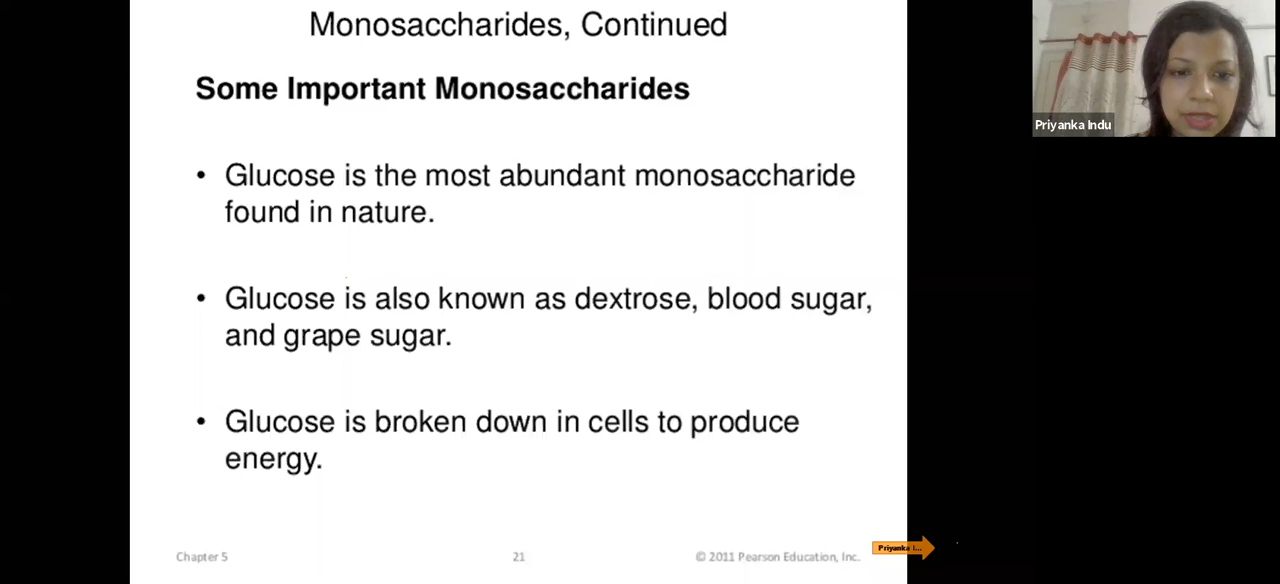 Monosaccharides, Continued
Some Important Monosaccharides
• Glucose is the most abundant monosaccharide
found in nature.
• Glucose is also known as dextrose, blood sugar,
and grape sugar.
• Glucose is broken down in cells to produce
energy.
Chapter 5
21
© 2011 Pearson Education, Inc.
Priyanka I...
Priyanka Indu